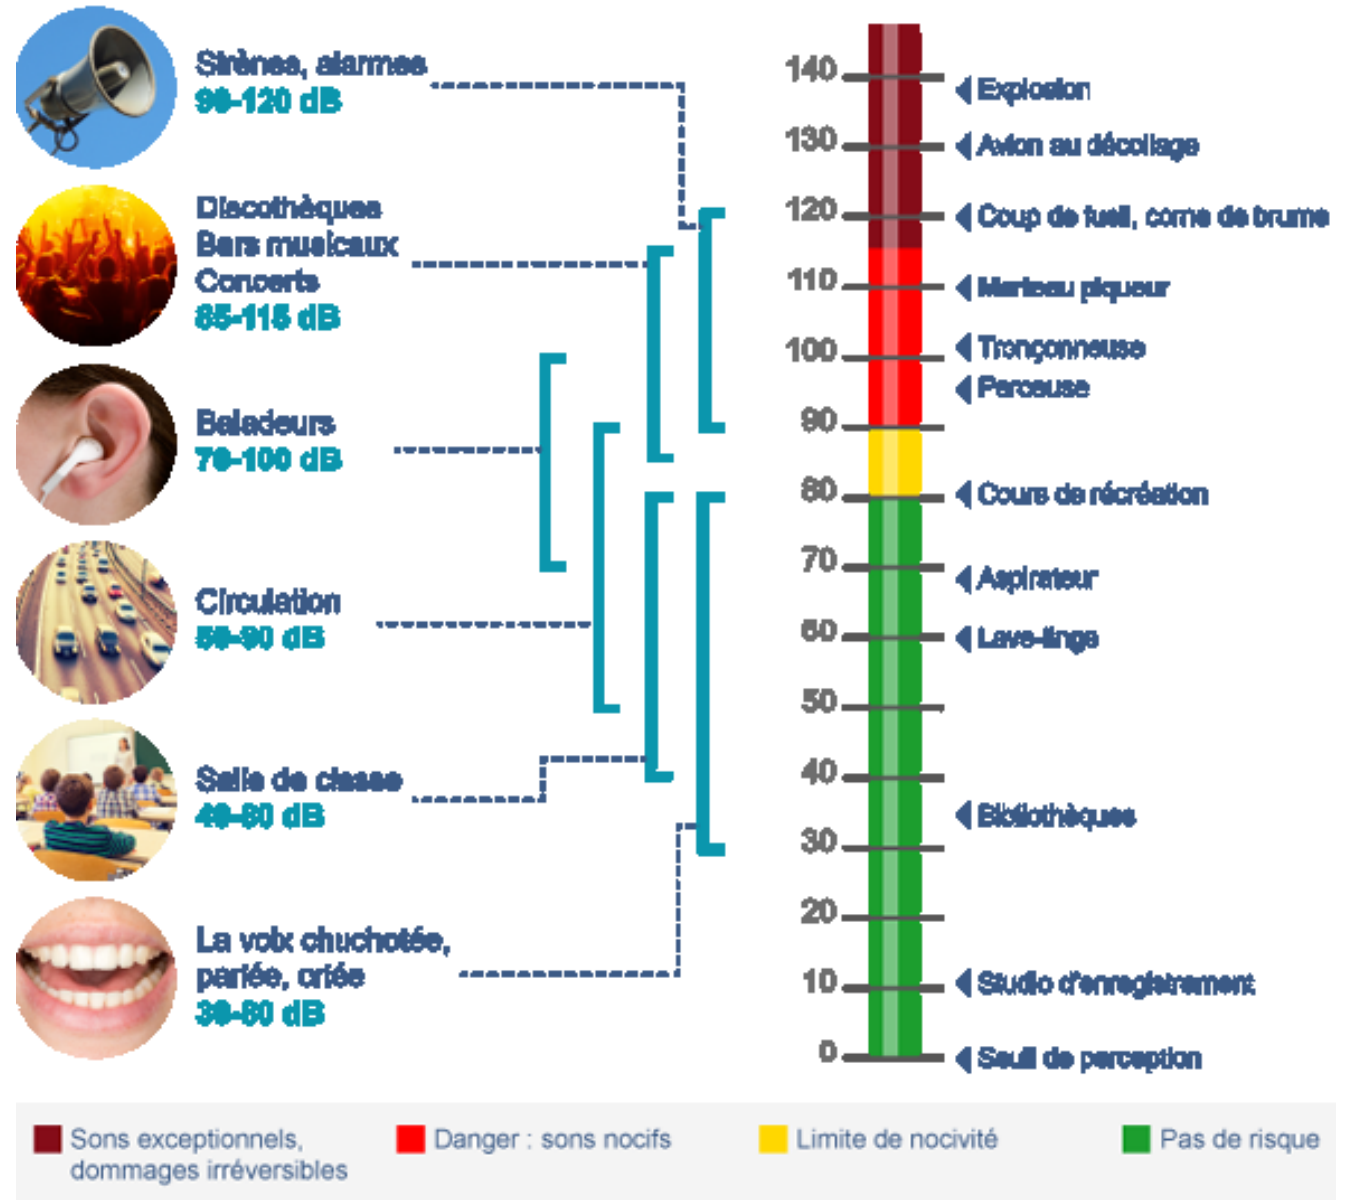 Sirènes, alarmes
90-120 dB
Discothèques
Bars musicaux
Concerts
85-115 dB
Baladeurs
70-100 dB
Circulation
50-90 dB
Salle de classe
40-80 dB
La voix chuchotée,
parlée, criée
30-80 dB
140
Explosion
130
Avion au décollage
120
Coup de fusil, corne de brume
110
Marteau piqueur
100
Tronçonneuse
Perceuse
90
80
Cours de récréation
70
Aspirateur
60
Lave-linge
50
40
Bibliothèques
30
20
10
Studio d'enregistrement
0
Seuil de perception
Sons exceptionnels,
dommages irréversibles
Danger : sons nocifs
Limite de nocivité
Pas de risque